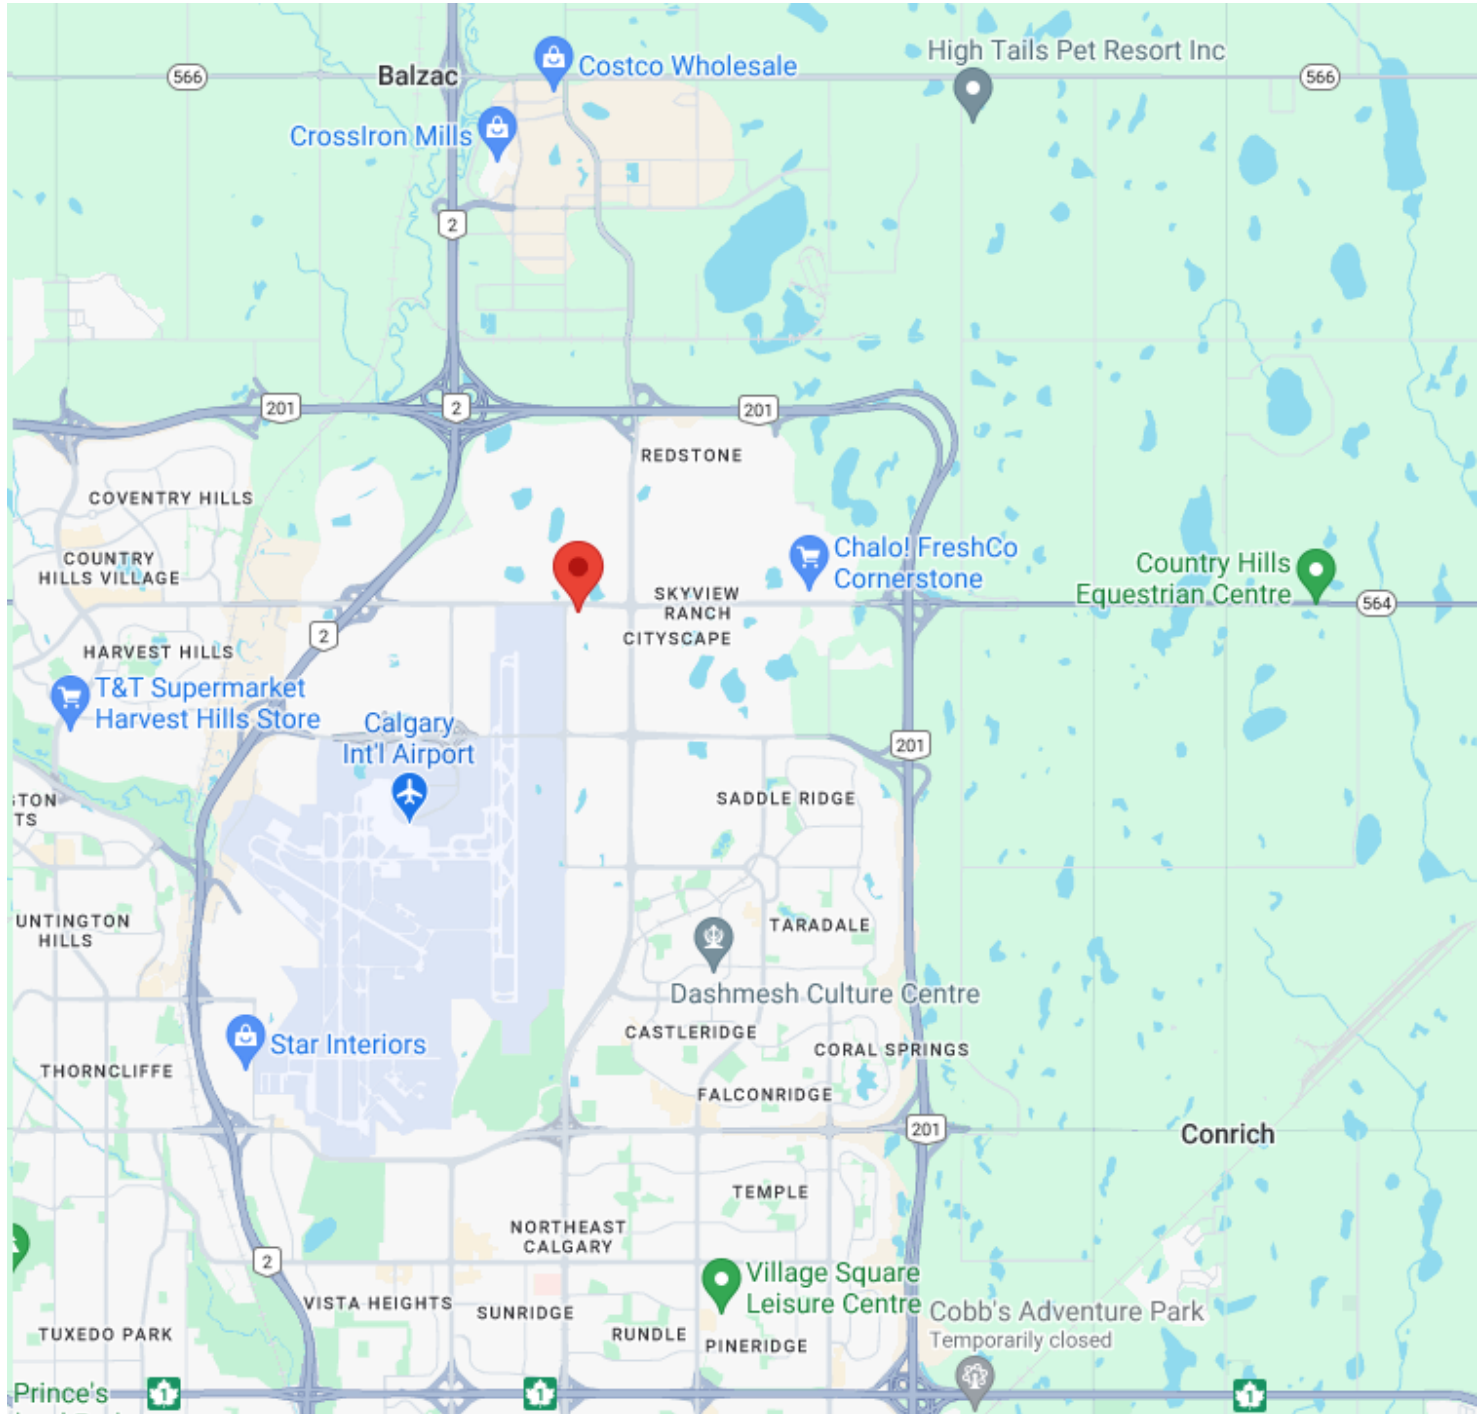 High Tails Pet Resort Inc
566
Balzac
Costco Wholesale
566
CrossIron Mills
2
201
2
201
REDSTONE
COVENTRY HILLS
COUNTRY
HILLS VILLAGE
Chalo! FreshCo
Cornerstone
Country Hills
Equestrian Centre
564
SKYVIEW
RANCH
CITYSCAPE
2
HARVEST HILLS
T&T Supermarket
Harvest Hills Store
Calgary
Int'l Airport
201
STON
TS
SADDLE RIDGE
UNTINGTON
HILLS
TARADALE
Dashmesh Culture Centre
CASTLERIDGE
CORAL SPRINGS
Star Interiors
THORNCLIFFE
FALCONRIDGE
201
Conrich
TEMPLE
NORTHEAST
CALGARY
2
Village Square
Leisure Centre
VISTA HEIGHTS
SUNRIDGE
Cobb's Adventure Park
Temporarily closed
TUXEDO PARK
RUNDLE
PINERIDGE
Prince's
1
1
1